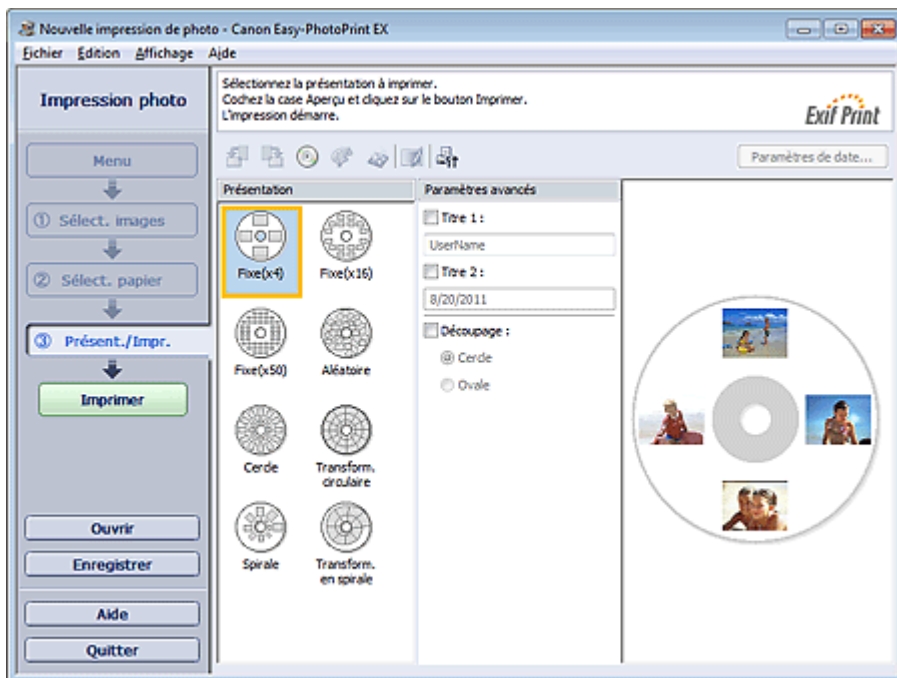 Nouvelle impression de photo - Canon Easy-PhotoPrint EX
Fichier Édition Affichage Aide
Impression photo
Sélectionnez la présentation à imprimer.
Cochez la case Aperçu et cliquez sur le bouton Imprimer.
L'impression démarre.
Exif Print
Menu
① Sélect. images
② Sélect. papier
③ Présent./Impr.
Imprimer
Ouvrir
Enregistrer
Aide
Quitter
Paramètres de date...
Présentation
Fixe(x4)
Fixe(x16)
Fixe(x50)
Aléatoire
Cercle
Transform.
circulaire
Spirale
Transform.
en spirale
Paramètres avancés
Titre 1 :
UserName
Titre 2 :
8/20/2011
Découpage :
Cercle
Ovale